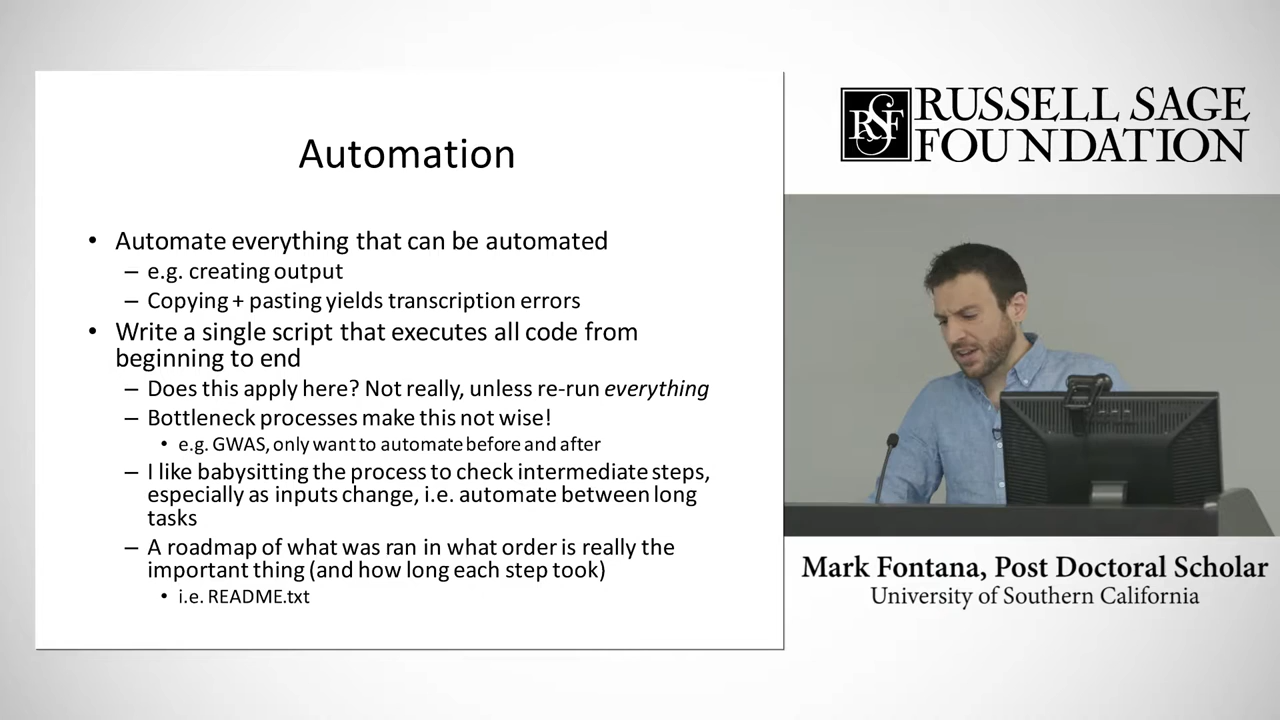 Automation
• Automate everything that can be automated
– e.g. creating output
– Copying + pasting yields transcription errors
• Write a single script that executes all code from
beginning to end
– Does this apply here? Not really, unless re-run everything
– Bottleneck processes make this not wise!
• e.g. GWAS, only want to automate before and after
– I like babysitting the process to check intermediate steps,
especially as inputs change, i.e. automate between long
tasks
– A roadmap of what was ran in what order is really the
important thing (and how long each step took)
• i.e. README.txt
RSF
RUSSELL SAGE
FOUNDATION
Mark Fontana, Post Doctoral Scholar
University of Southern California